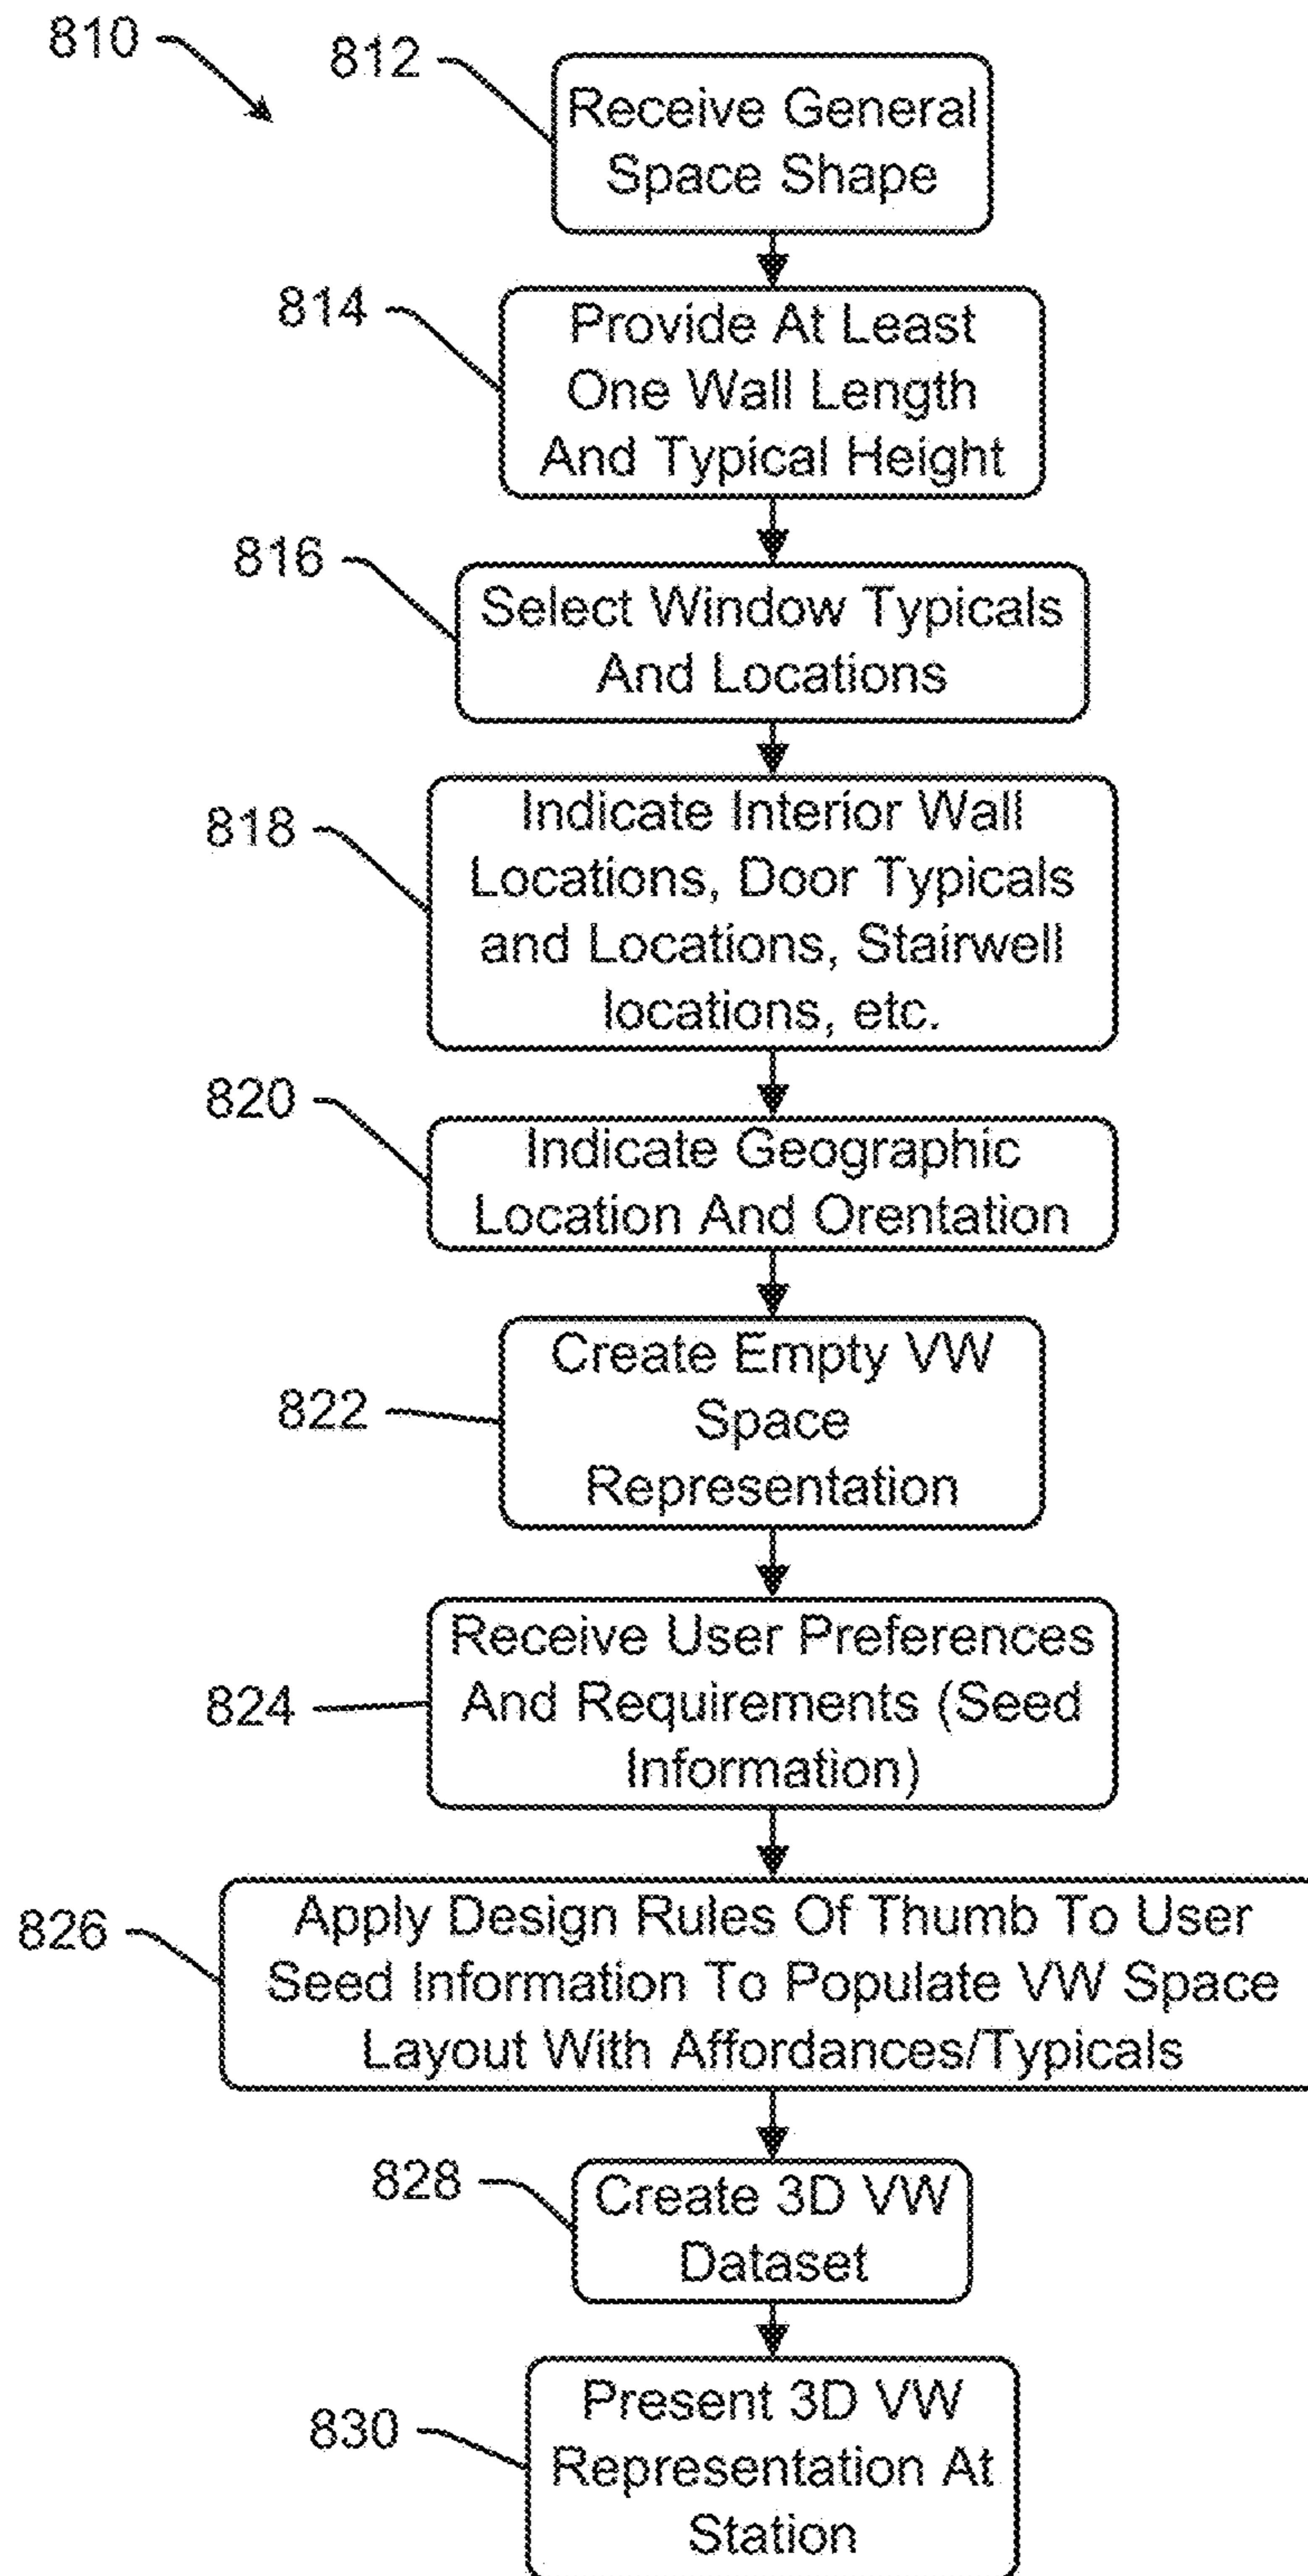 810
812
Receive General
Space Shape
814
Provide At Least
One Wall Length
And Typical Height
816
Select Window Typicals
And Locations
818
Indicate Interior Wall
Locations, Door Typicals
and Locations, Stairwell
locations, etc.
820
Indicate Geographic
Location And Orentation
822
Create Empty VW
Space
Representation
824
Receive User Preferences
And Requirements (Seed
Information)
826
Apply Design Rules Of Thumb To User
Seed Information To Populate VW Space
Layout With Affordances/Typicals
828
Create 3D VW
Dataset
830
Present 3D VW
Representation At
Station